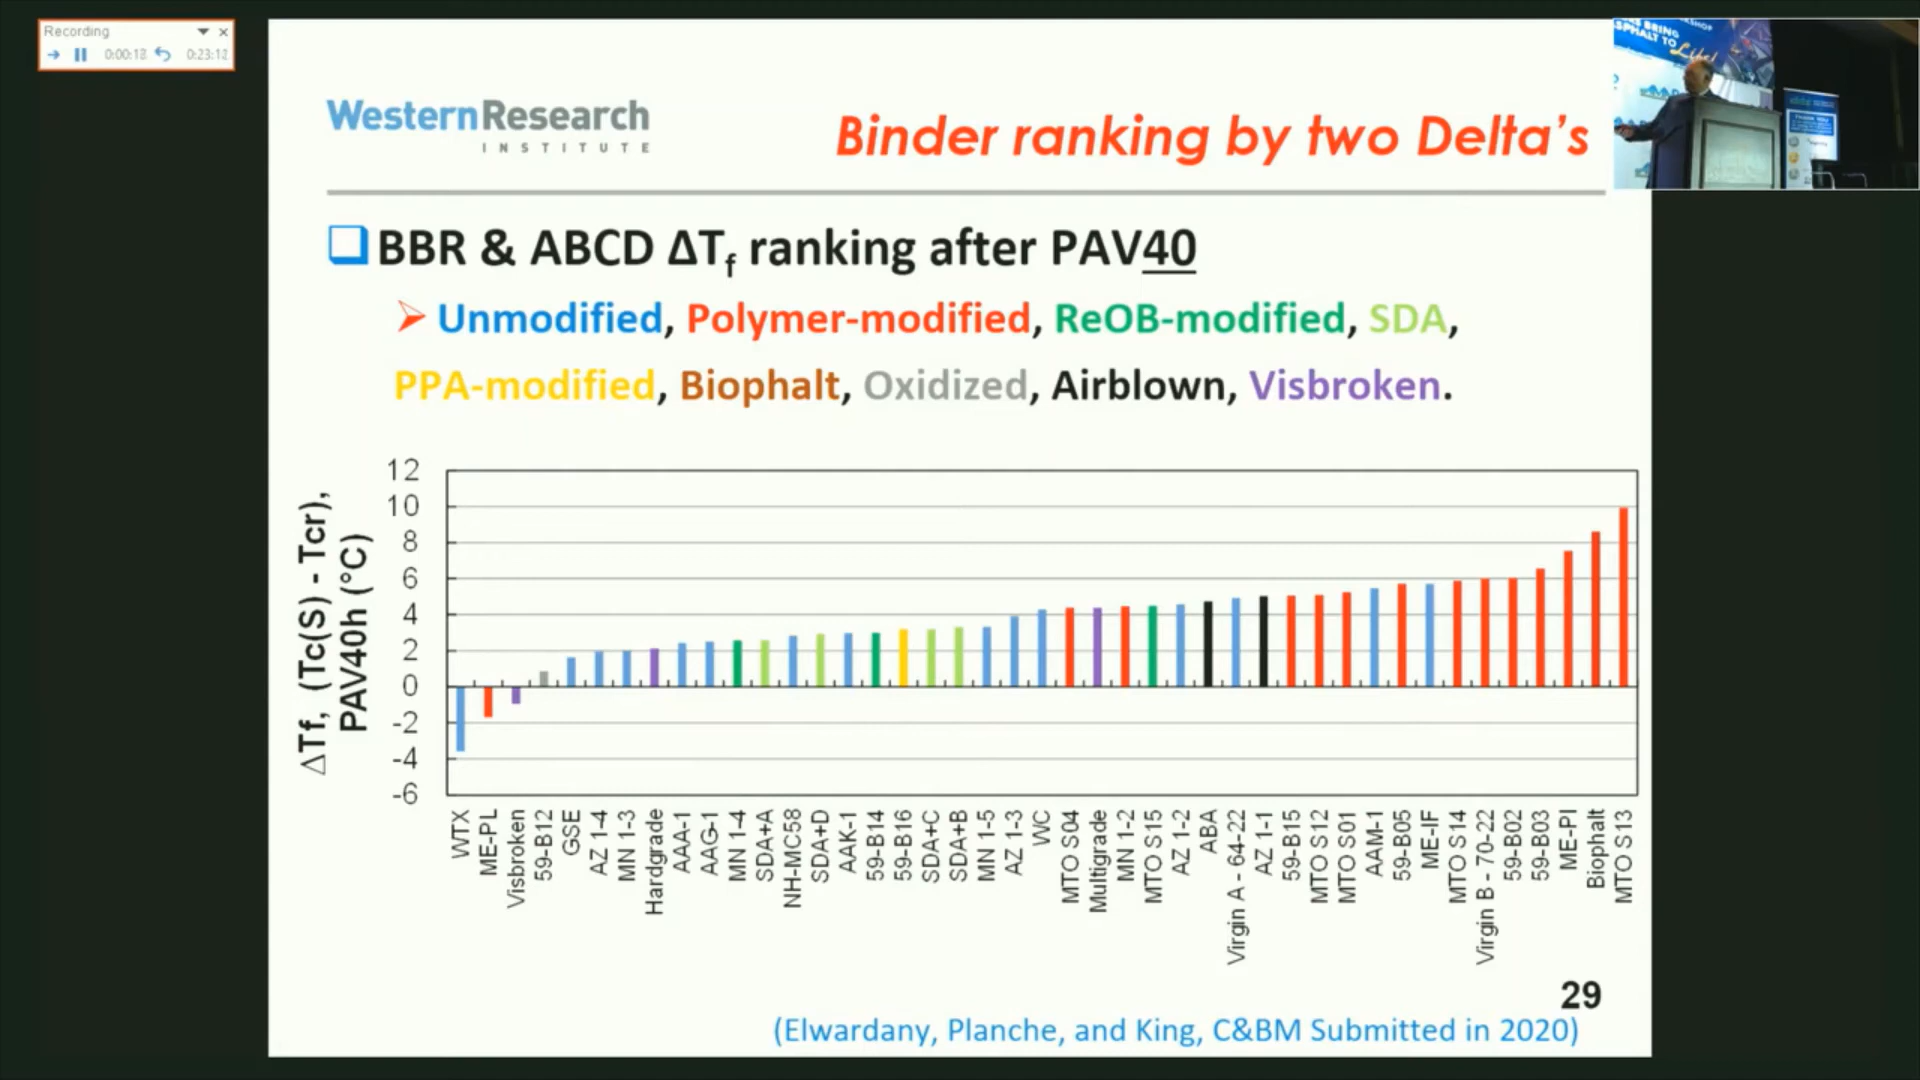 Recording
0:00:18
0:23:12
WesternResearch
INSTITUTE
Binder ranking by two Delta's
BBR & ABCD ΔTf ranking after PAV40
Unmodified, Polymer-modified, ReOB-modified, SDA,
PPA-modified, Biophalt, Oxidized, Airblown, Visbroken.
ΔTf, (Tc(S) - Tcr),
PAV40h (°C)
12
10
8
6
4
2
0
-2
-4
-6
WTX
ME-PL
Visbroken
59-B12
GSE
AZ 1-4
MN 1-3
Hardgrade
AAA-1
AAG-1
MN 1-4
SDA+A
NH-MC58
SDA+D
AAK-1
59-B14
59-B16
SDA+C
SDA+B
MN 1-5
AZ 1-3
WC
MTO S04
Multigrade
MN 1-2
MTO S15
AZ 1-2
ABA
Virgin A - 64-22
AZ 1-1
59-B15
MTO S12
MTO S01
AAM-1
59-B05
ME-IF
MTO S14
Virgin B - 70-22
59-B02
59-B03
ME-PI
Biophalt
MTO S13
29
(Elwardany, Planche, and King, C&BM Submitted in 2020)
BRING
ASPHALT TO
Life!